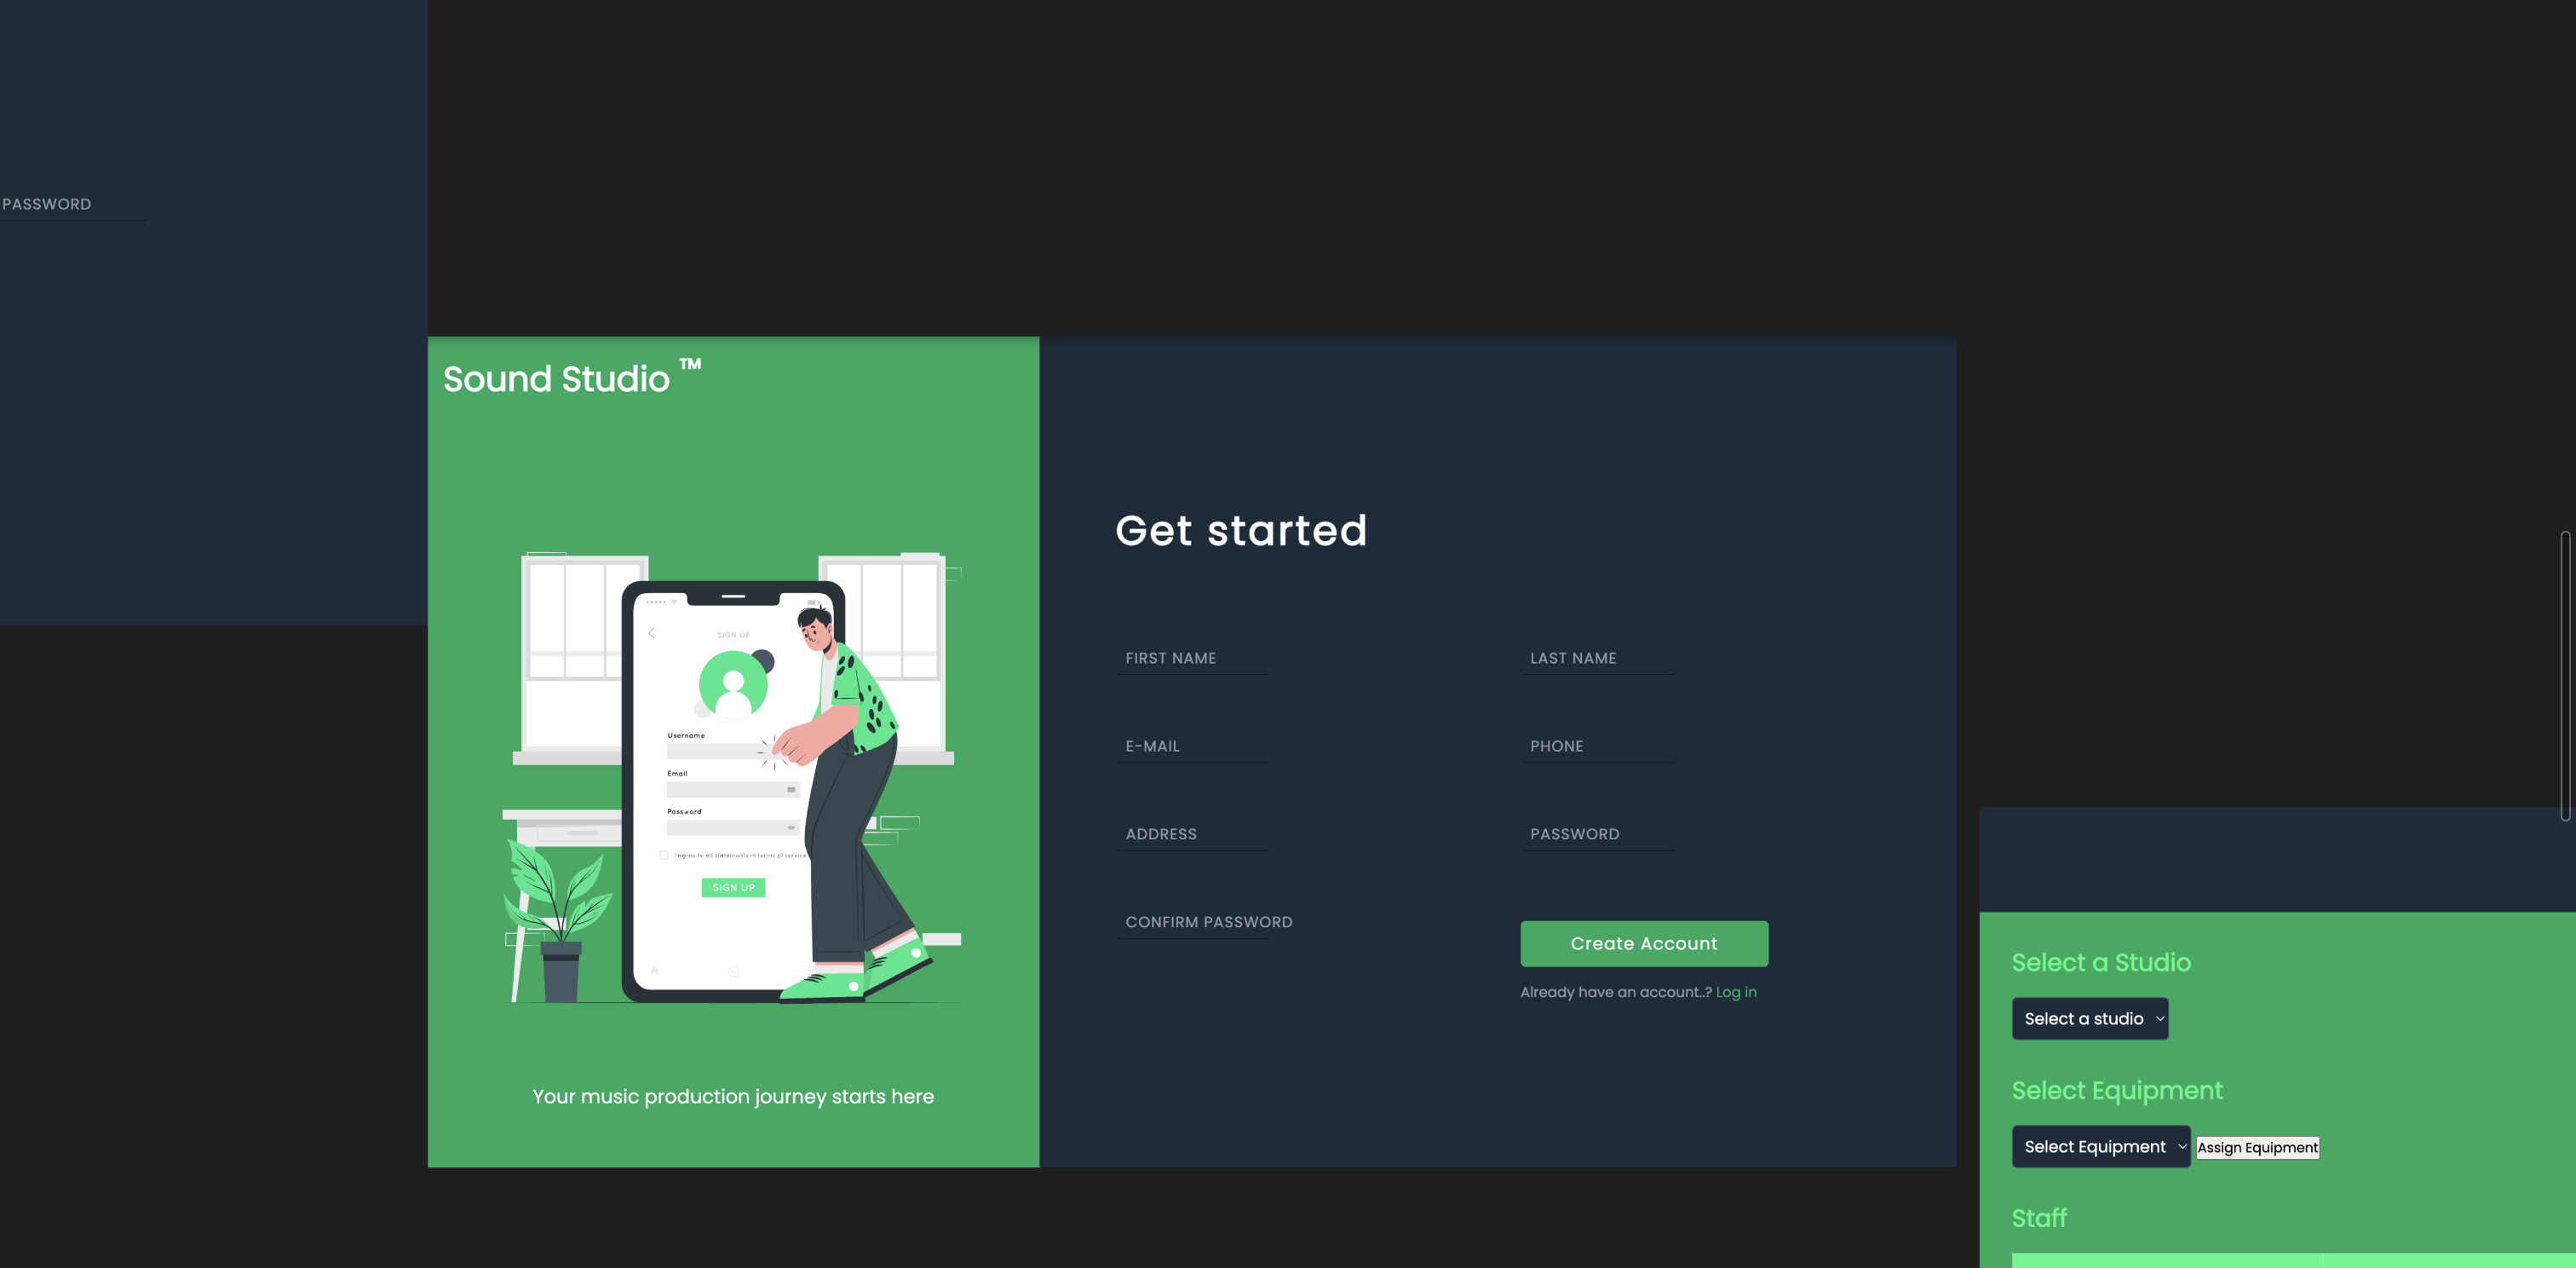 PASSWORD
Sound Studio ™
SIGN UP
Username
Email
Password
I agree to all statements in terms of service
SIGN UP
Your music production journey starts here
Get started
FIRST NAME
LAST NAME
E-MAIL
PHONE
ADDRESS
PASSWORD
CONFIRM PASSWORD
Create Account
Already have an account..? Log in
Select a Studio
Select a studio
Select Equipment
Select Equipment
Assign Equipment
Staff